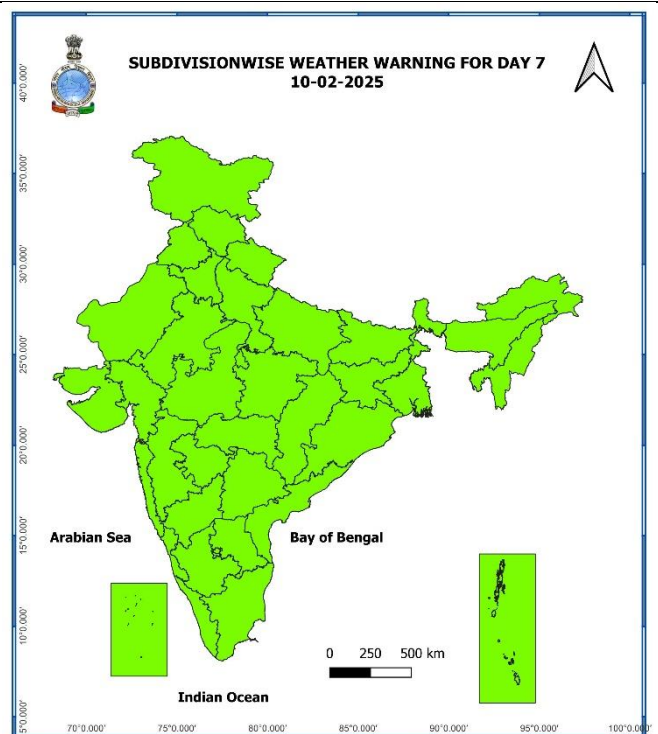 SUBDIVISIONWISE WEATHER WARNING FOR DAY 7
10-02-2025
40°0.000'
35°0.000'
30°0.000'
25°0.000'
20°0.000'
15°0.000'
10°0.000'
5°0.000'
Arabian Sea
Bay of Bengal
0 250 500 km
Indian Ocean
70°0.000' 75°0.000' 80°0.000' 85°0.000' 90°0.000' 95°0.000' 100°0.000'